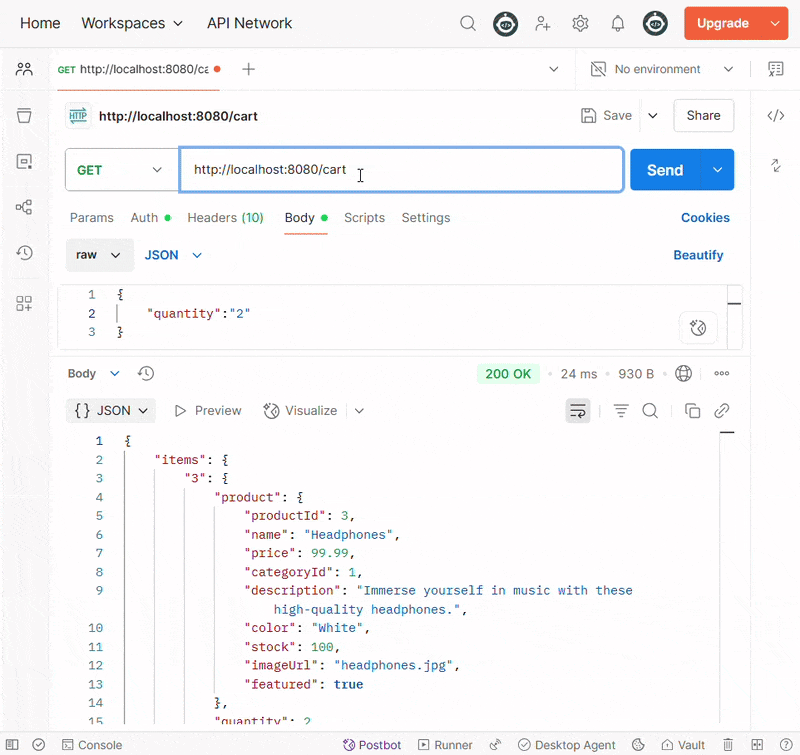 Home Workspaces API Network Upgrade
GET http://localhost:8080/ca No environment
HTTP http://localhost:8080/cart Save Share
GET http://localhost:8080/cart Send
Params Auth Headers (10) Body Scripts Settings Cookies
raw JSON Beautify
1 {
2 "quantity":"2"
3 }
Body 200 OK • 24 ms • 930 B
{} JSON Preview Visualize
1 {
2 "items": {
3 "3": {
4 "product": {
5 "productId": 3,
6 "name": "Headphones",
7 "price": 99.99,
8 "categoryId": 1,
9 "description": "Immerse yourself in music with these
high-quality headphones.",
10 "color": "White",
11 "stock": 100,
12 "imageUrl": "headphones.jpg",
13 "featured": true
14 },
15 "quantity": 2
Console Postbot Runner Desktop Agent Vault